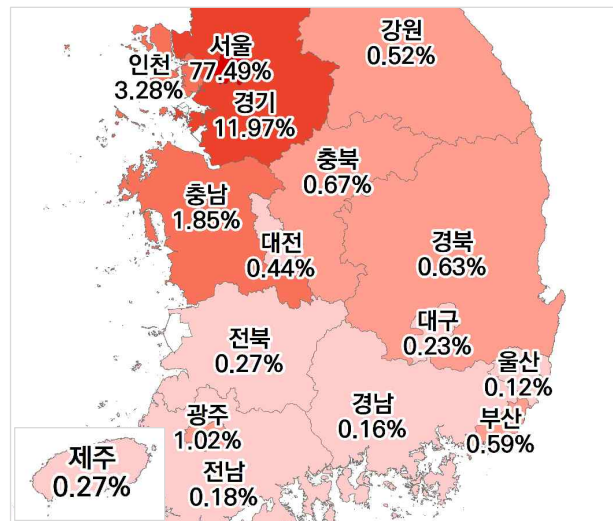 서울
77.49%
강원
0.52%
인천
3.28%
경기
11.97%
충북
0.67%
충남
1.85%
대전
0.44%
경북
0.63%
대구
0.23%
전북
0.27%
울산
0.12%
경남
0.16%
부산
0.59%
광주
1.02%
전남
0.18%
제주
0.27%